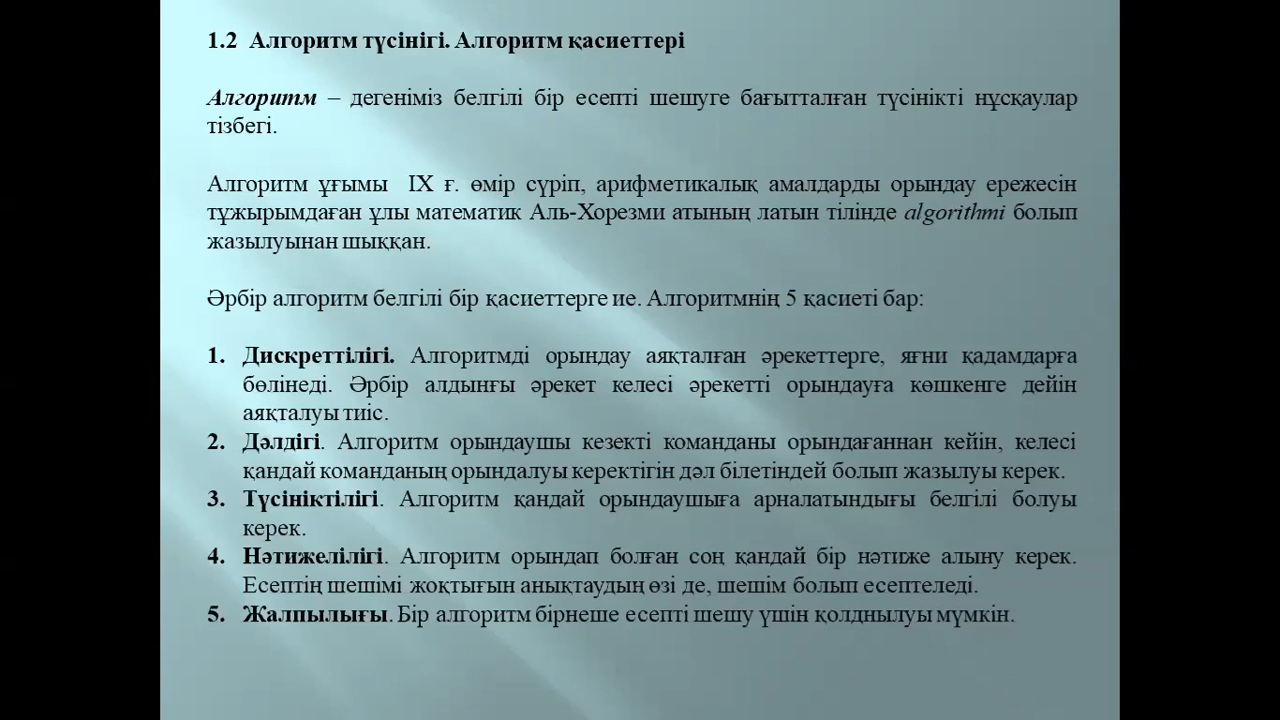 1.2 Алгоритм түсінігі. Алгоритм қасиеттері
Алгоритм – дегеніміз белгілі бір есепті шешуге бағытталған түсінікті нұсқаулар
тізбегі.
Алгоритм ұғымы IX ғ. өмір сүріп, арифметикалық амалдарды орындау ережесін
тұжырымдаған ұлы математик Аль-Хорезми атының латын тілінде algorithmi болып
жазылуынан шыққан.
Әрбір алгоритм белгілі бір қасиеттерге ие. Алгоритмнің 5 қасиеті бар:
1. Дискреттілігі. Алгоритмді орындау аяқталған әрекеттерге, яғни қадамдарға
бөлінеді. Әрбір алдынғы әрекет келесі әрекетті орындауға көшкенге дейін
аяқталуы тиіс.
2. Дәлдігі. Алгоритм орындаушы кезекті команданы орындағаннан кейін, келесі
қандай команданың орындалуы керектігін дәл білетіндей болып жазылуы керек.
3. Түсініктілігі. Алгоритм қандай орындаушыға арналатындығы белгілі болуы
керек.
4. Нәтижелілігі. Алгоритм орындап болған соң қандай бір нәтиже алыну керек.
Есептің шешімі жоқтығын анықтаудың өзі де, шешім болып есептеледі.
5. Жалпылығы. Бір алгоритм бірнеше есепті шешу үшін қолднылуы мүмкін.